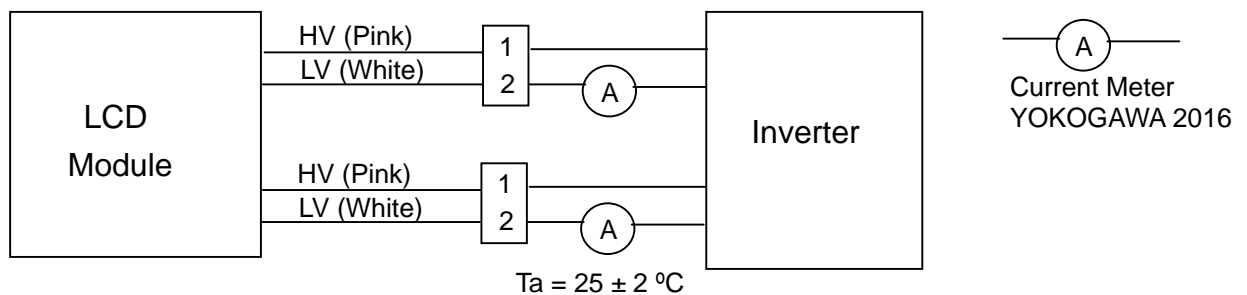 HV (Pink)
1
LV (White)
2
A
LCD
Module
Inverter
HV (Pink)
1
LV (White)
2
A
Ta = 25 ± 2 ºC
A
Current Meter
YOKOGAWA 2016